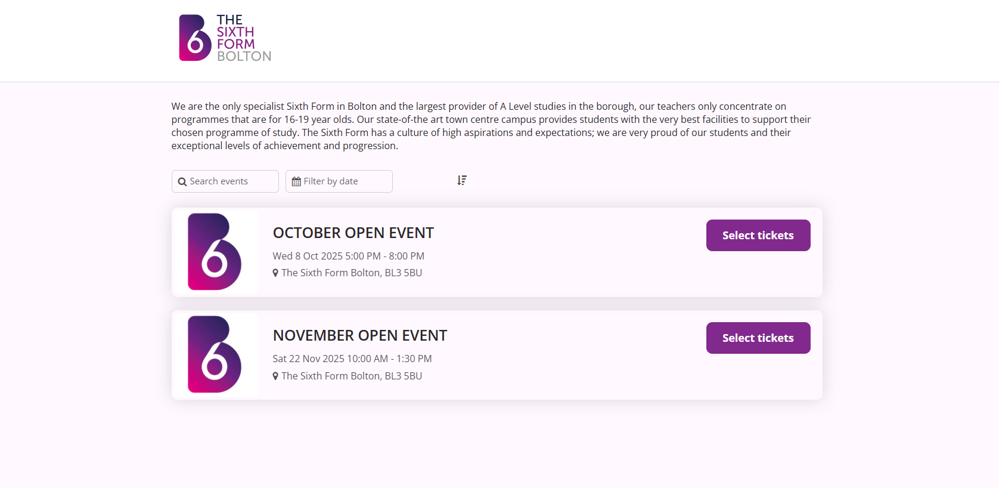 B6
THE
SIXTH
FORM
BOLTON
We are the only specialist Sixth Form in Bolton and the largest provider of A Level studies in the borough, our teachers only concentrate on
programmes that are for 16-19 year olds. Our state-of-the art town centre campus provides students with the very best facilities to support their
chosen programme of study. The Sixth Form has a culture of high aspirations and expectations; we are very proud of our students and their
exceptional levels of achievement and progression.
Search events
Filter by date
B6
OCTOBER OPEN EVENT
Select tickets
Wed 8 Oct 2025 5:00 PM - 8:00 PM
The Sixth Form Bolton, BL3 5BU
B6
NOVEMBER OPEN EVENT
Select tickets
Sat 22 Nov 2025 10:00 AM - 1:30 PM
The Sixth Form Bolton, BL3 5BU